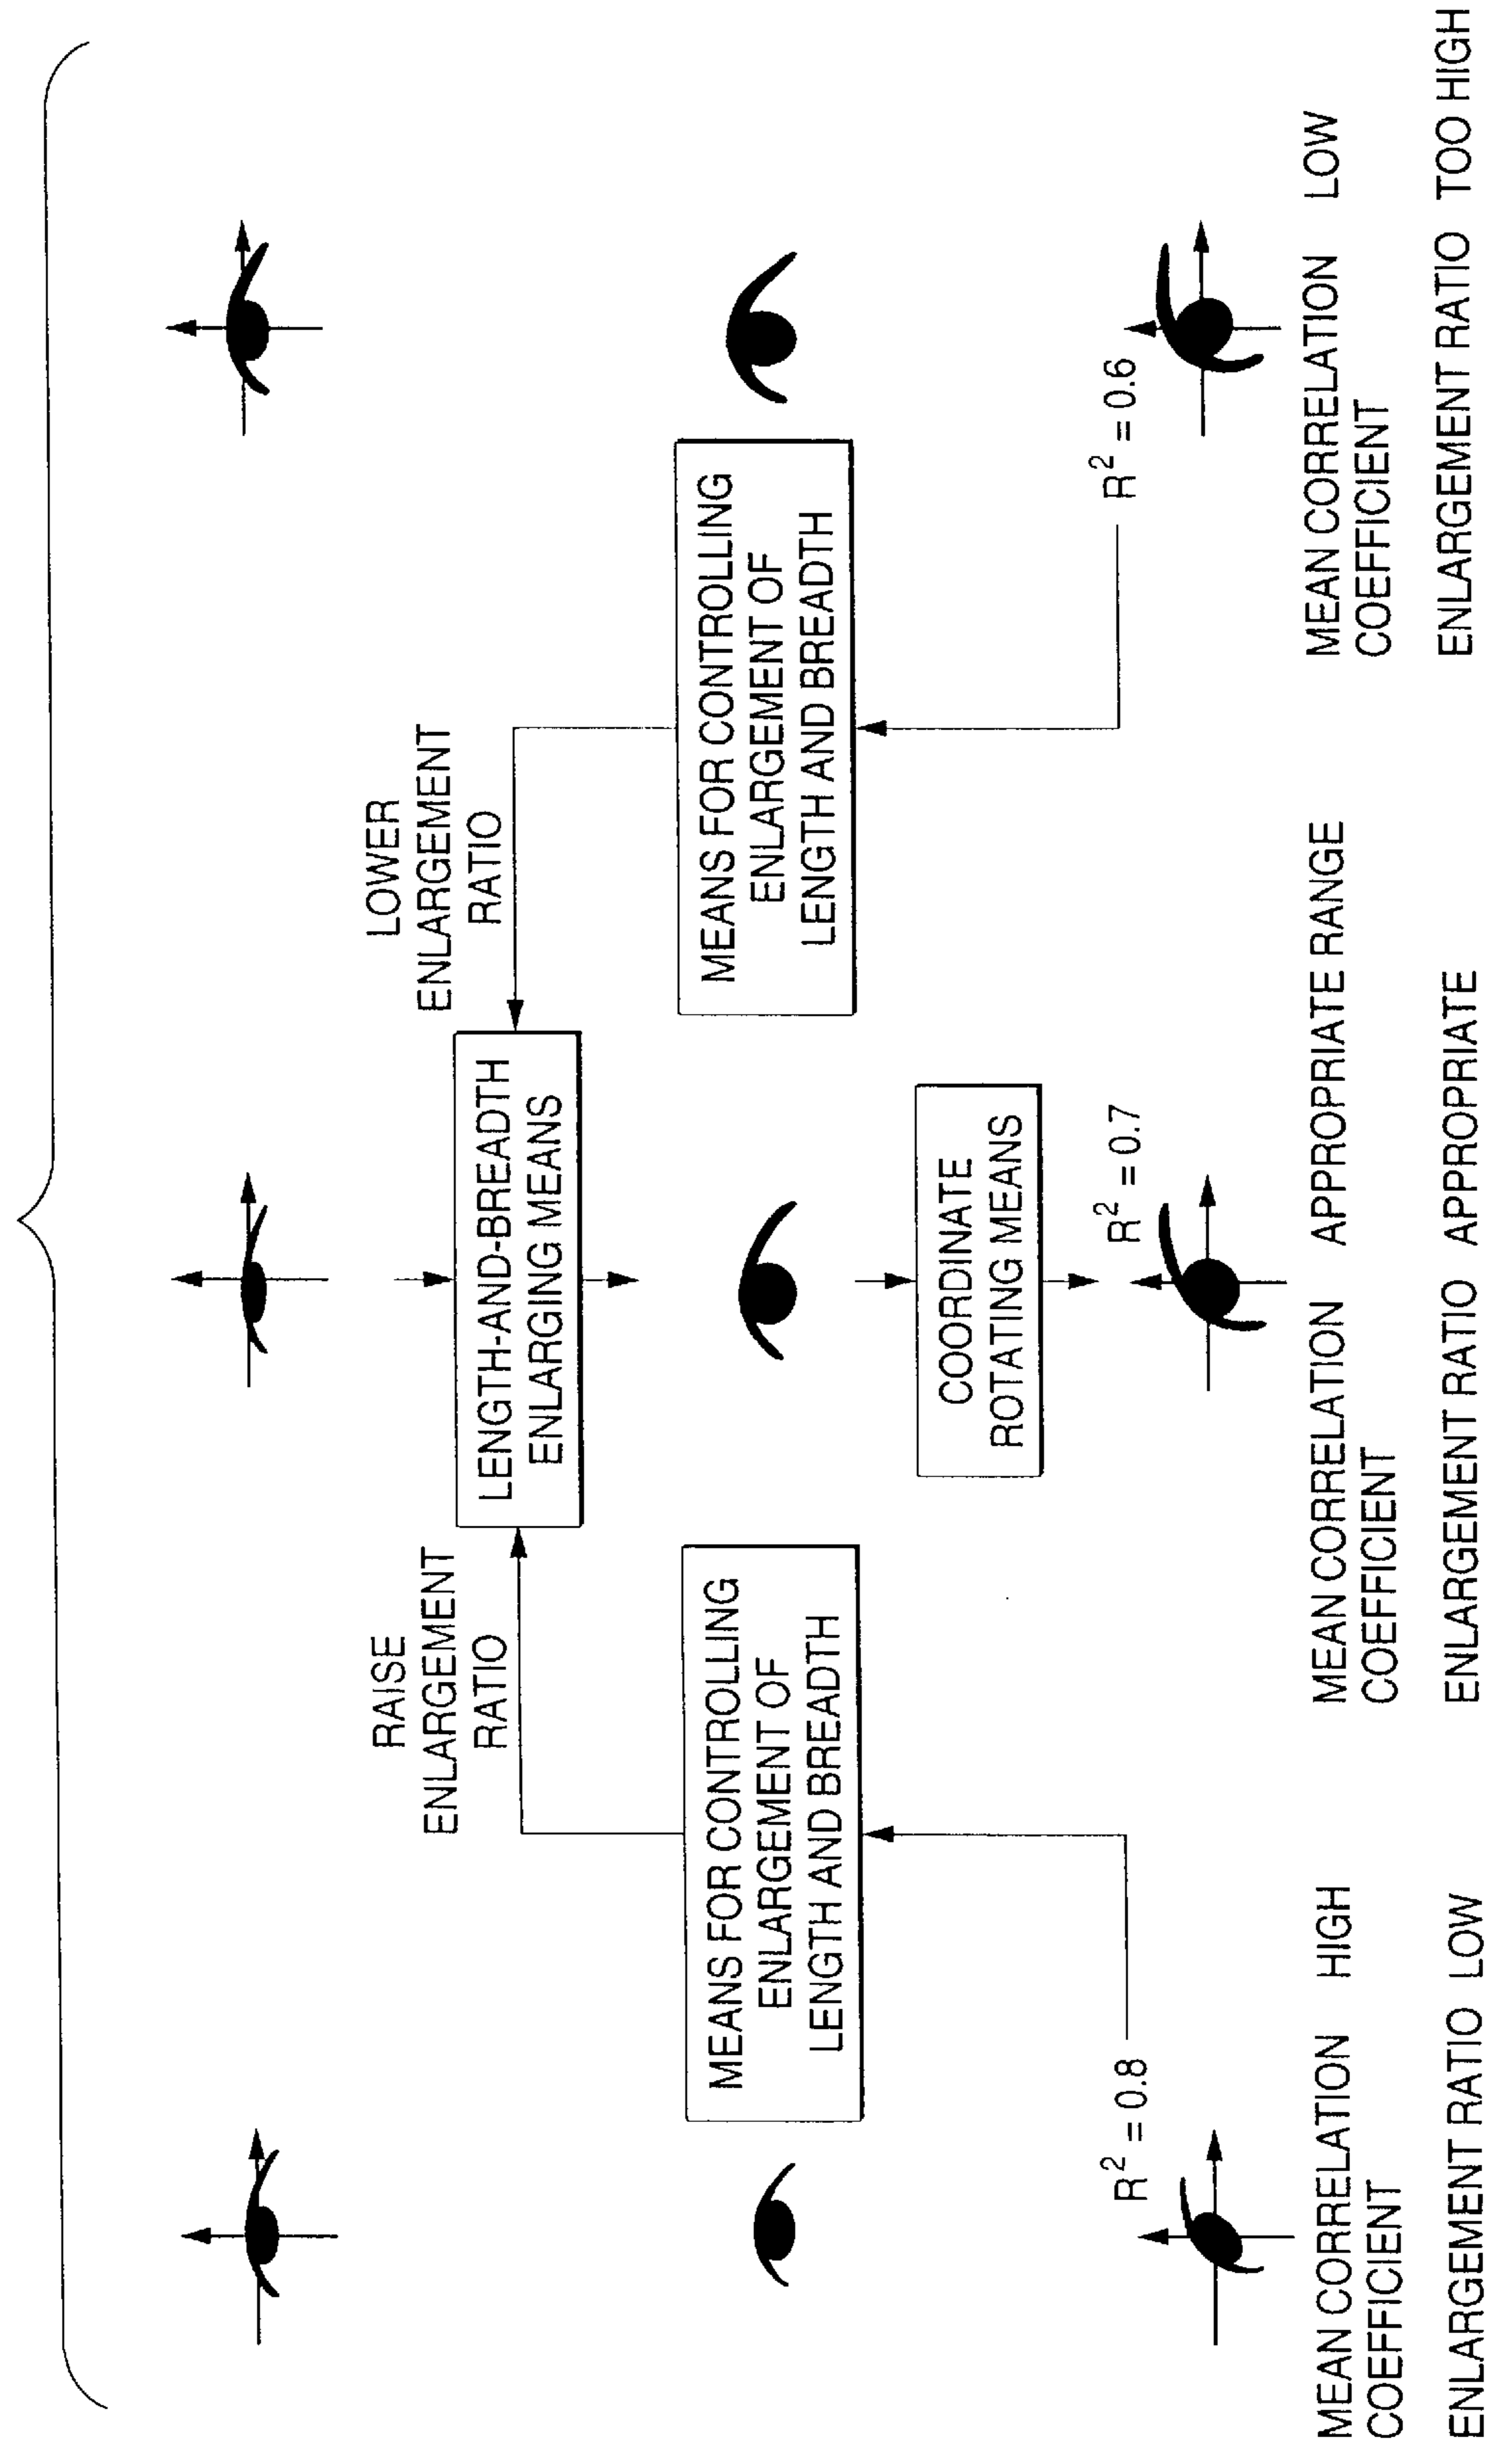 RAISE
ENLARGEMENT
RATIO
LOWER
ENLARGEMENT
RATIO
LENGTH-AND-BREADTH
ENLARGING MEANS
MEANS FOR CONTROLLING
ENLARGEMENT OF
LENGTH AND BREADTH
MEANS FOR CONTROLLING
ENLARGEMENT OF
LENGTH AND BREADTH
COORDINATE
ROTATING MEANS
R² = 0.8
R² = 0.7
R² = 0.6
MEAN CORRELATION HIGH
COEFFICIENT
ENLARGEMENT RATIO LOW
MEAN CORRELATION APPROPRIATE RANGE
COEFFICIENT
ENLARGEMENT RATIO APPROPRIATE
MEAN CORRELATION LOW
COEFFICIENT
ENLARGEMENT RATIO TOO HIGH